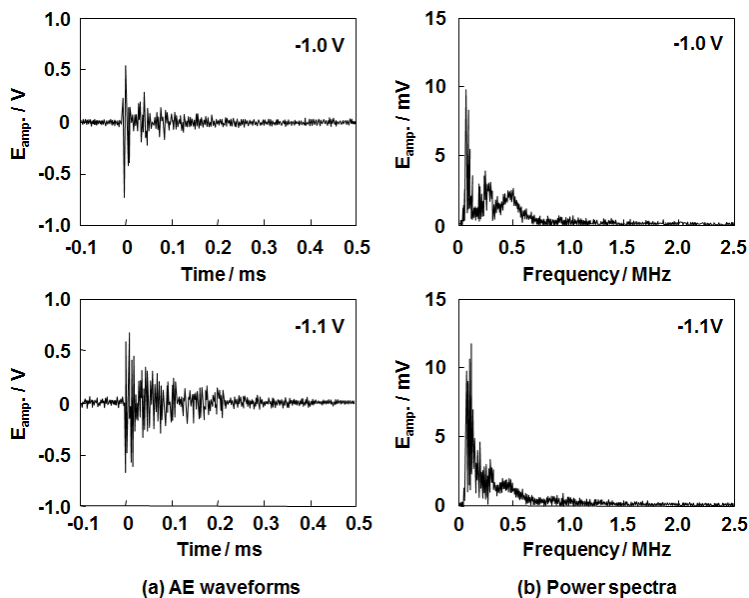 1.0
0.5
0
-0.5
-1.0
E_amp. / V
-1.0 V
-0.1 0 0.1 0.2 0.3 0.4 0.5
Time / ms
15
10
5
0
E_amp. / mV
-1.0 V
0 0.5 1.0 1.5 2.0 2.5
Frequency / MHz
1.0
0.5
0
-0.5
-1.0
E_amp. / V
-1.1 V
-0.1 0 0.1 0.2 0.3 0.4 0.5
Time / ms
15
10
5
0
E_amp. / mV
-1.1V
0 0.5 1.0 1.5 2.0 2.5
Frequency / MHz
(a) AE waveforms
(b) Power spectra